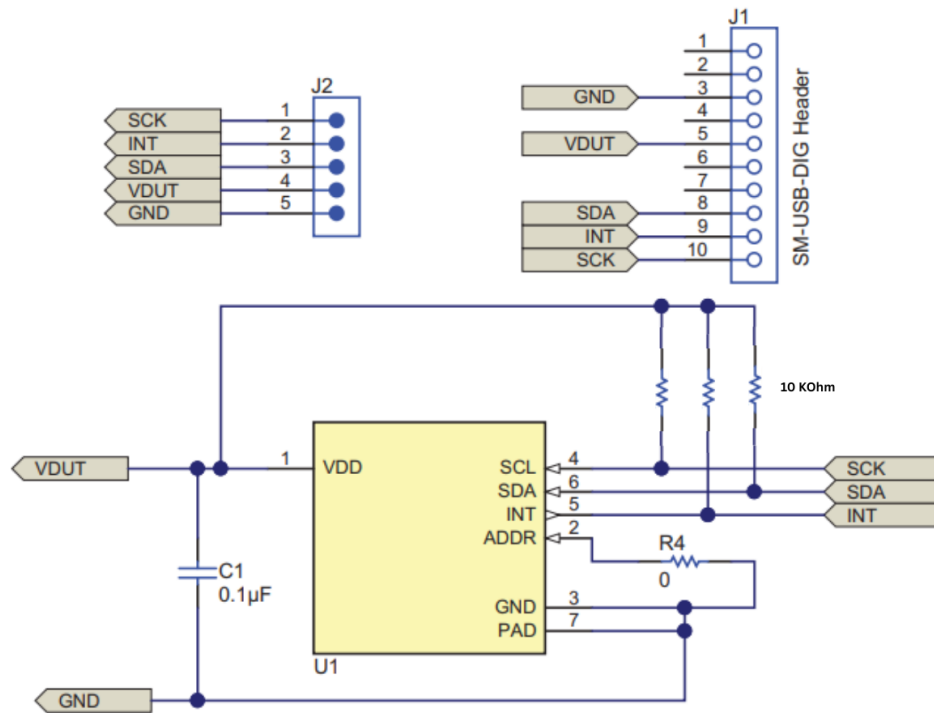 J2
1
SCK
2
INT
3
SDA
4
VDUT
5
GND
J1
1
2
GND
3
4
VDUT
5
6
7
SDA
8
INT
9
SCK
10
SM-USB-DIG Header
10 KOhm
VDUT
1
VDD
SCL
4
SCK
SDA
6
SDA
INT
5
INT
ADDR
2
R4
0
C1
0.1µF
GND
3
PAD
7
U1
GND